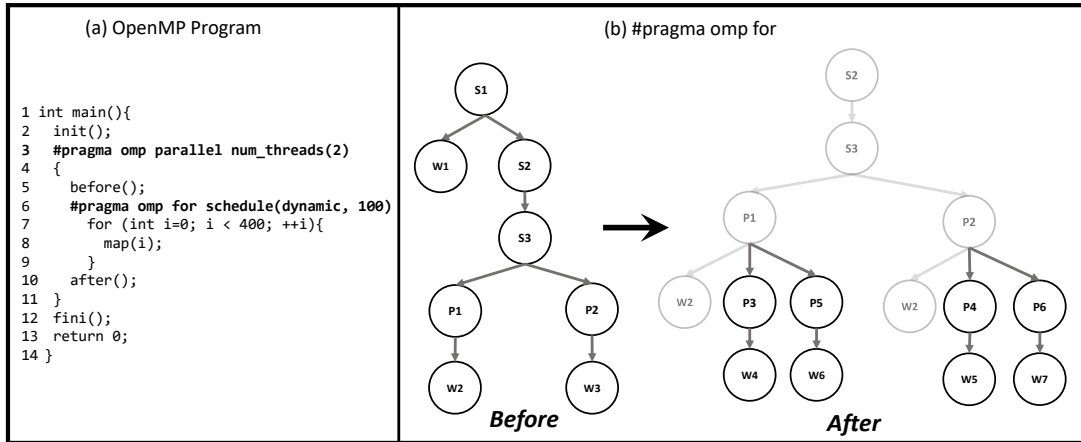 (a) OpenMP Program
1 int main(){
2 init();
3 #pragma omp parallel num_threads(2)
4 {
5 before();
6 #pragma omp for schedule(dynamic, 100)
7 for (int i=0; i < 400; ++i){
8 map(i);
9 }
10 after();
11 }
12 fini();
13 return 0;
14 }
(b) #pragma omp for
S1
W1 S2
S3
P1 P2
W2 W3
Before
S2
S3
P1 P2
W2 P3 P5 W2 P4 P6
W4 W6 W5 W7
After